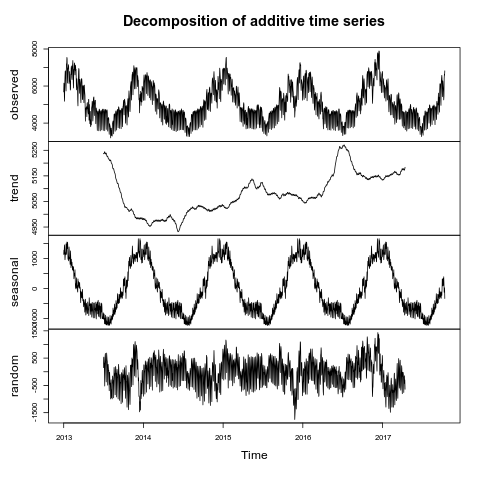 Decomposition of additive time series
observed
4000 6000 8000
trend
4950 5050 5150 5250
seasonal
0 1000
random
-1500 -500 500
2013 2014 2015 2016 2017
Time